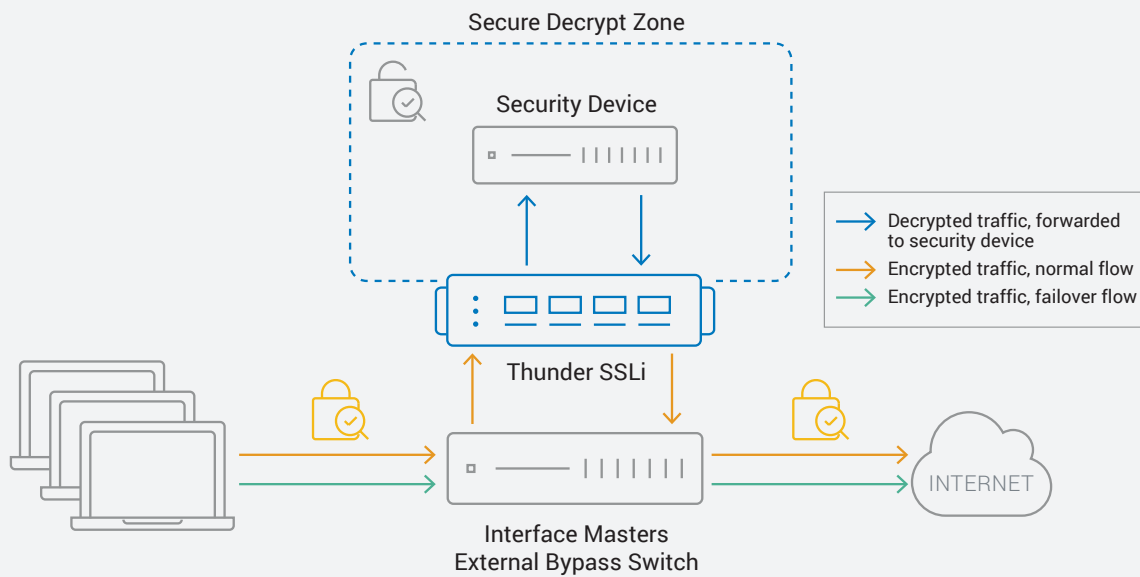 Secure Decrypt Zone
Security Device
Decrypted traffic, forwarded
to security device
Encrypted traffic, normal flow
Encrypted traffic, failover flow
Thunder SSLi
INTERNET
Interface Masters
External Bypass Switch